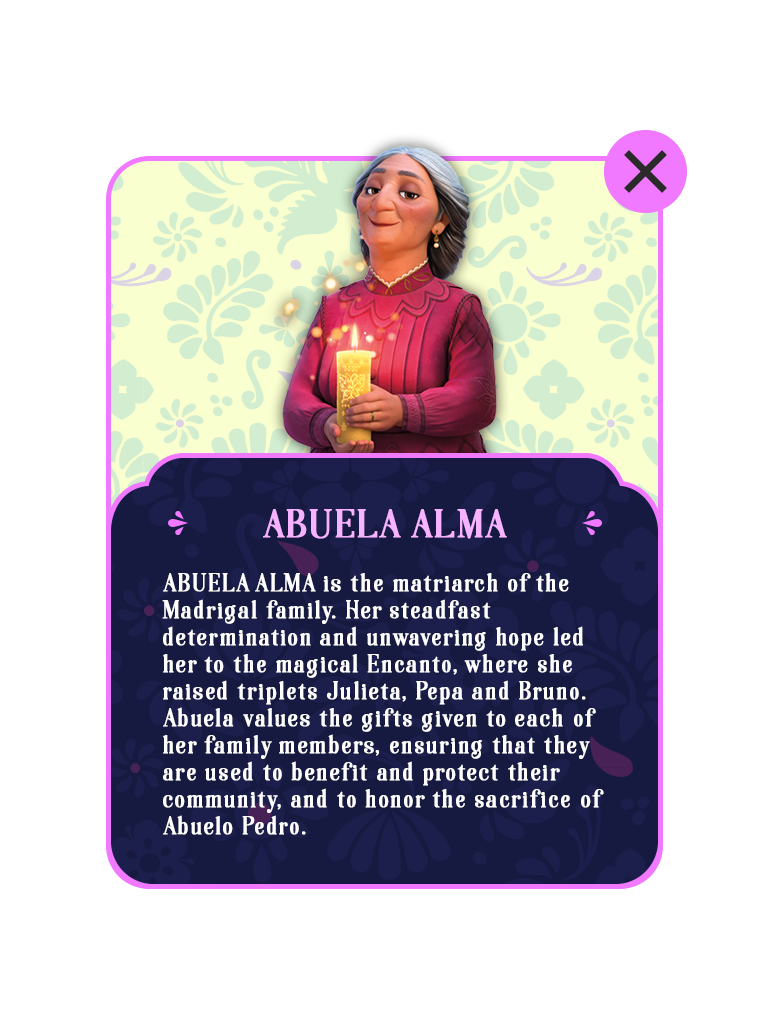 ABUELA ALMA
ABUELA ALMA is the matriarch of the
Madrigal family. Her steadfast
determination and unwavering hope led
her to the magical Encanto, where she
raised triplets Julieta, Pepa and Bruno.
Abuela values the gifts given to each of
her family members, ensuring that they
are used to benefit and protect their
community, and to honor the sacrifice of
Abuelo Pedro.